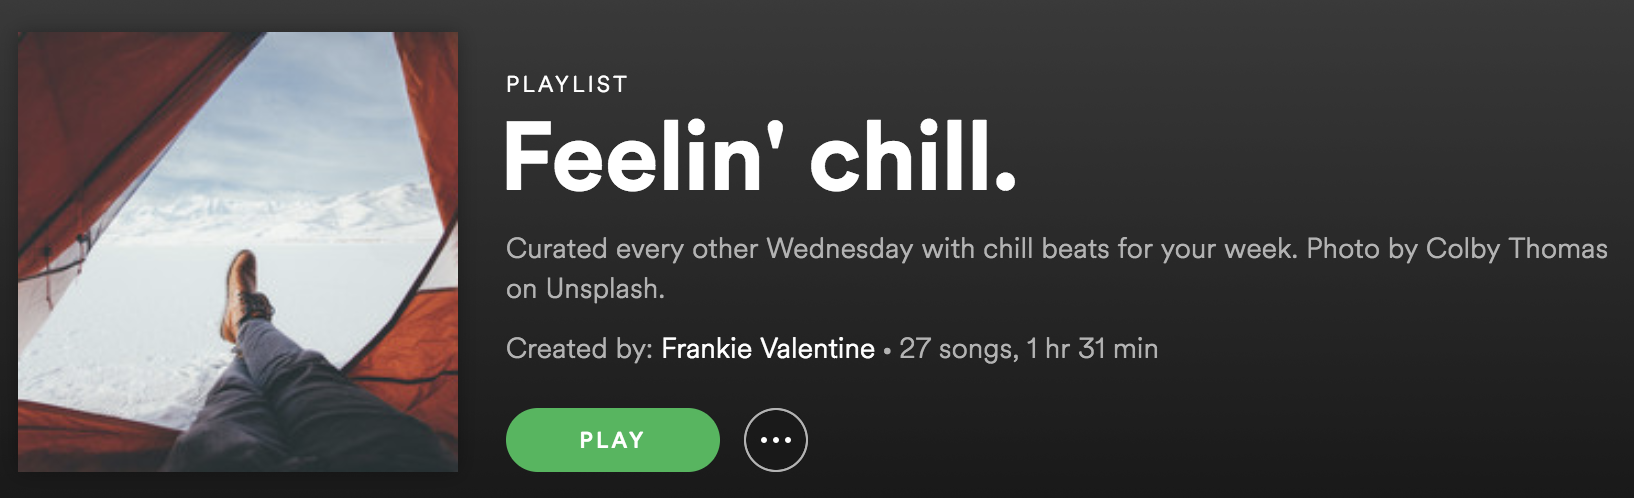 PLAYLIST
Feelin' chill.
Curated every other Wednesday with chill beats for your week. Photo by Colby Thomas
on Unsplash.
Created by: Frankie Valentine • 27 songs, 1 hr 31 min
PLAY